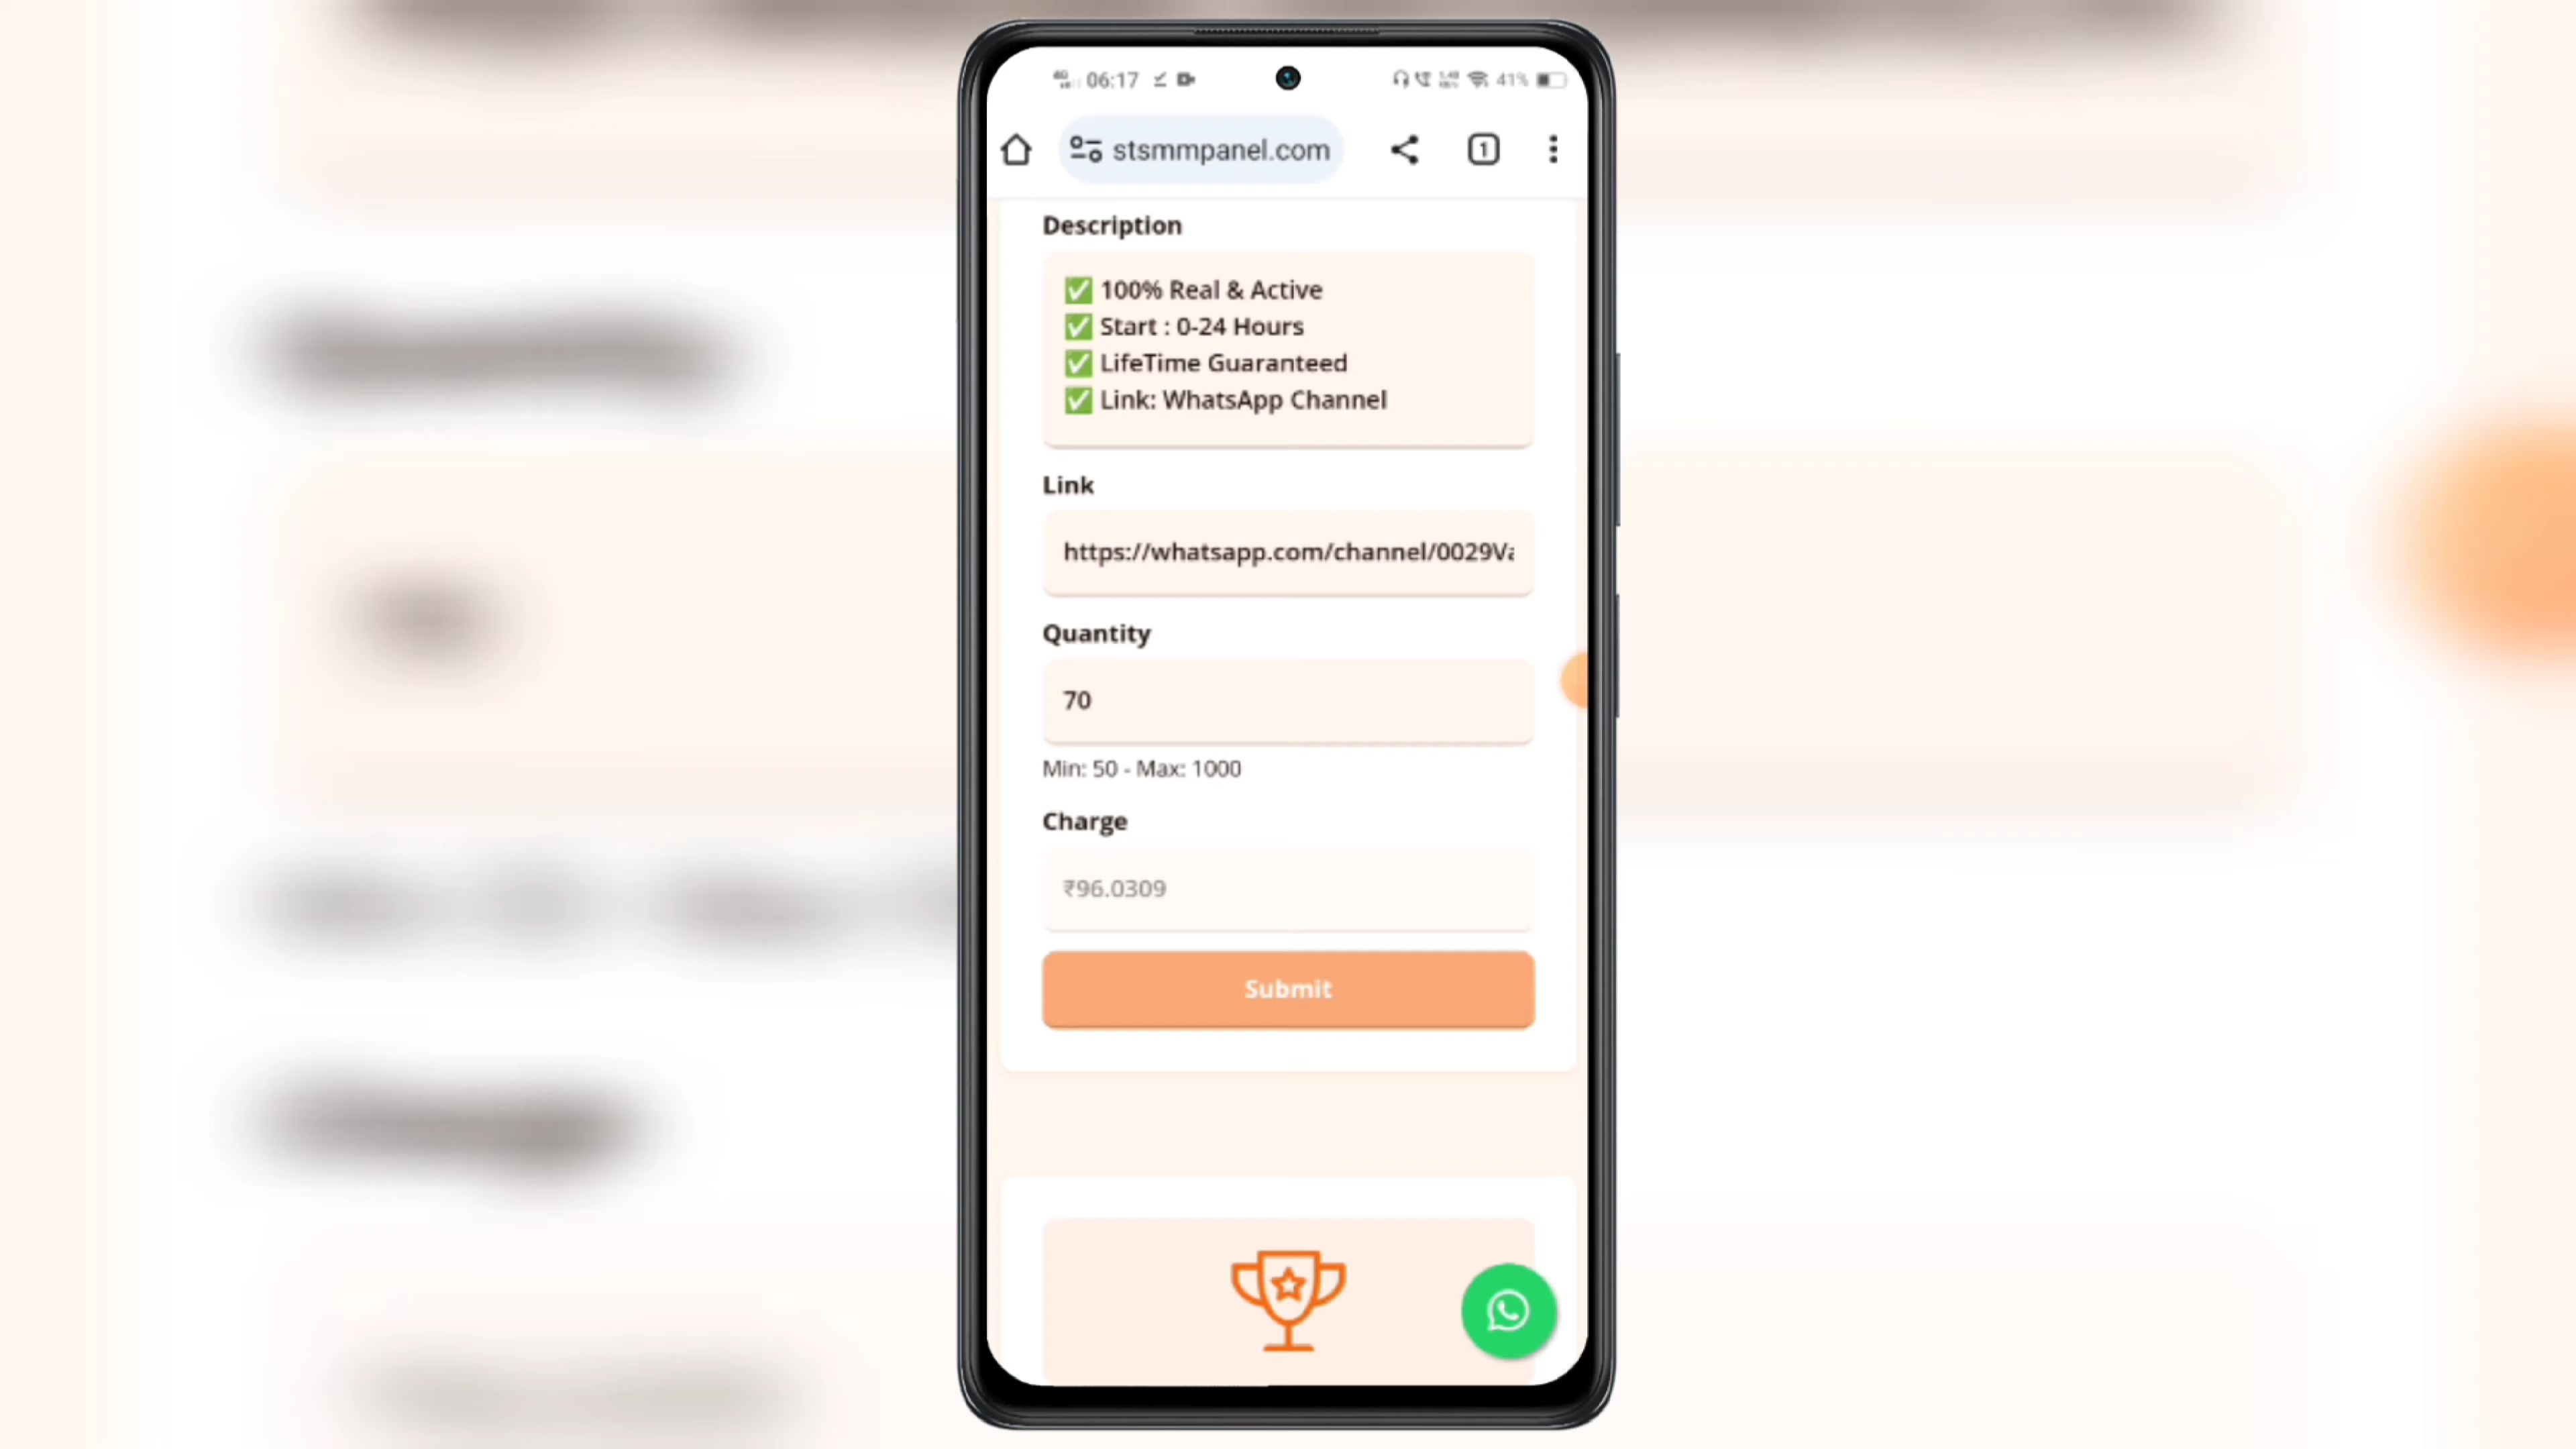 06:17
41%
stsmmpanel.com
1
Description
✅ 100% Real & Active
✅ Start : 0-24 Hours
✅ LifeTime Guaranteed
✅ Link: WhatsApp Channel
Link
https://whatsapp.com/channel/0029Va
Quantity
70
Min: 50 - Max: 1000
Charge
₹96.0309
Submit